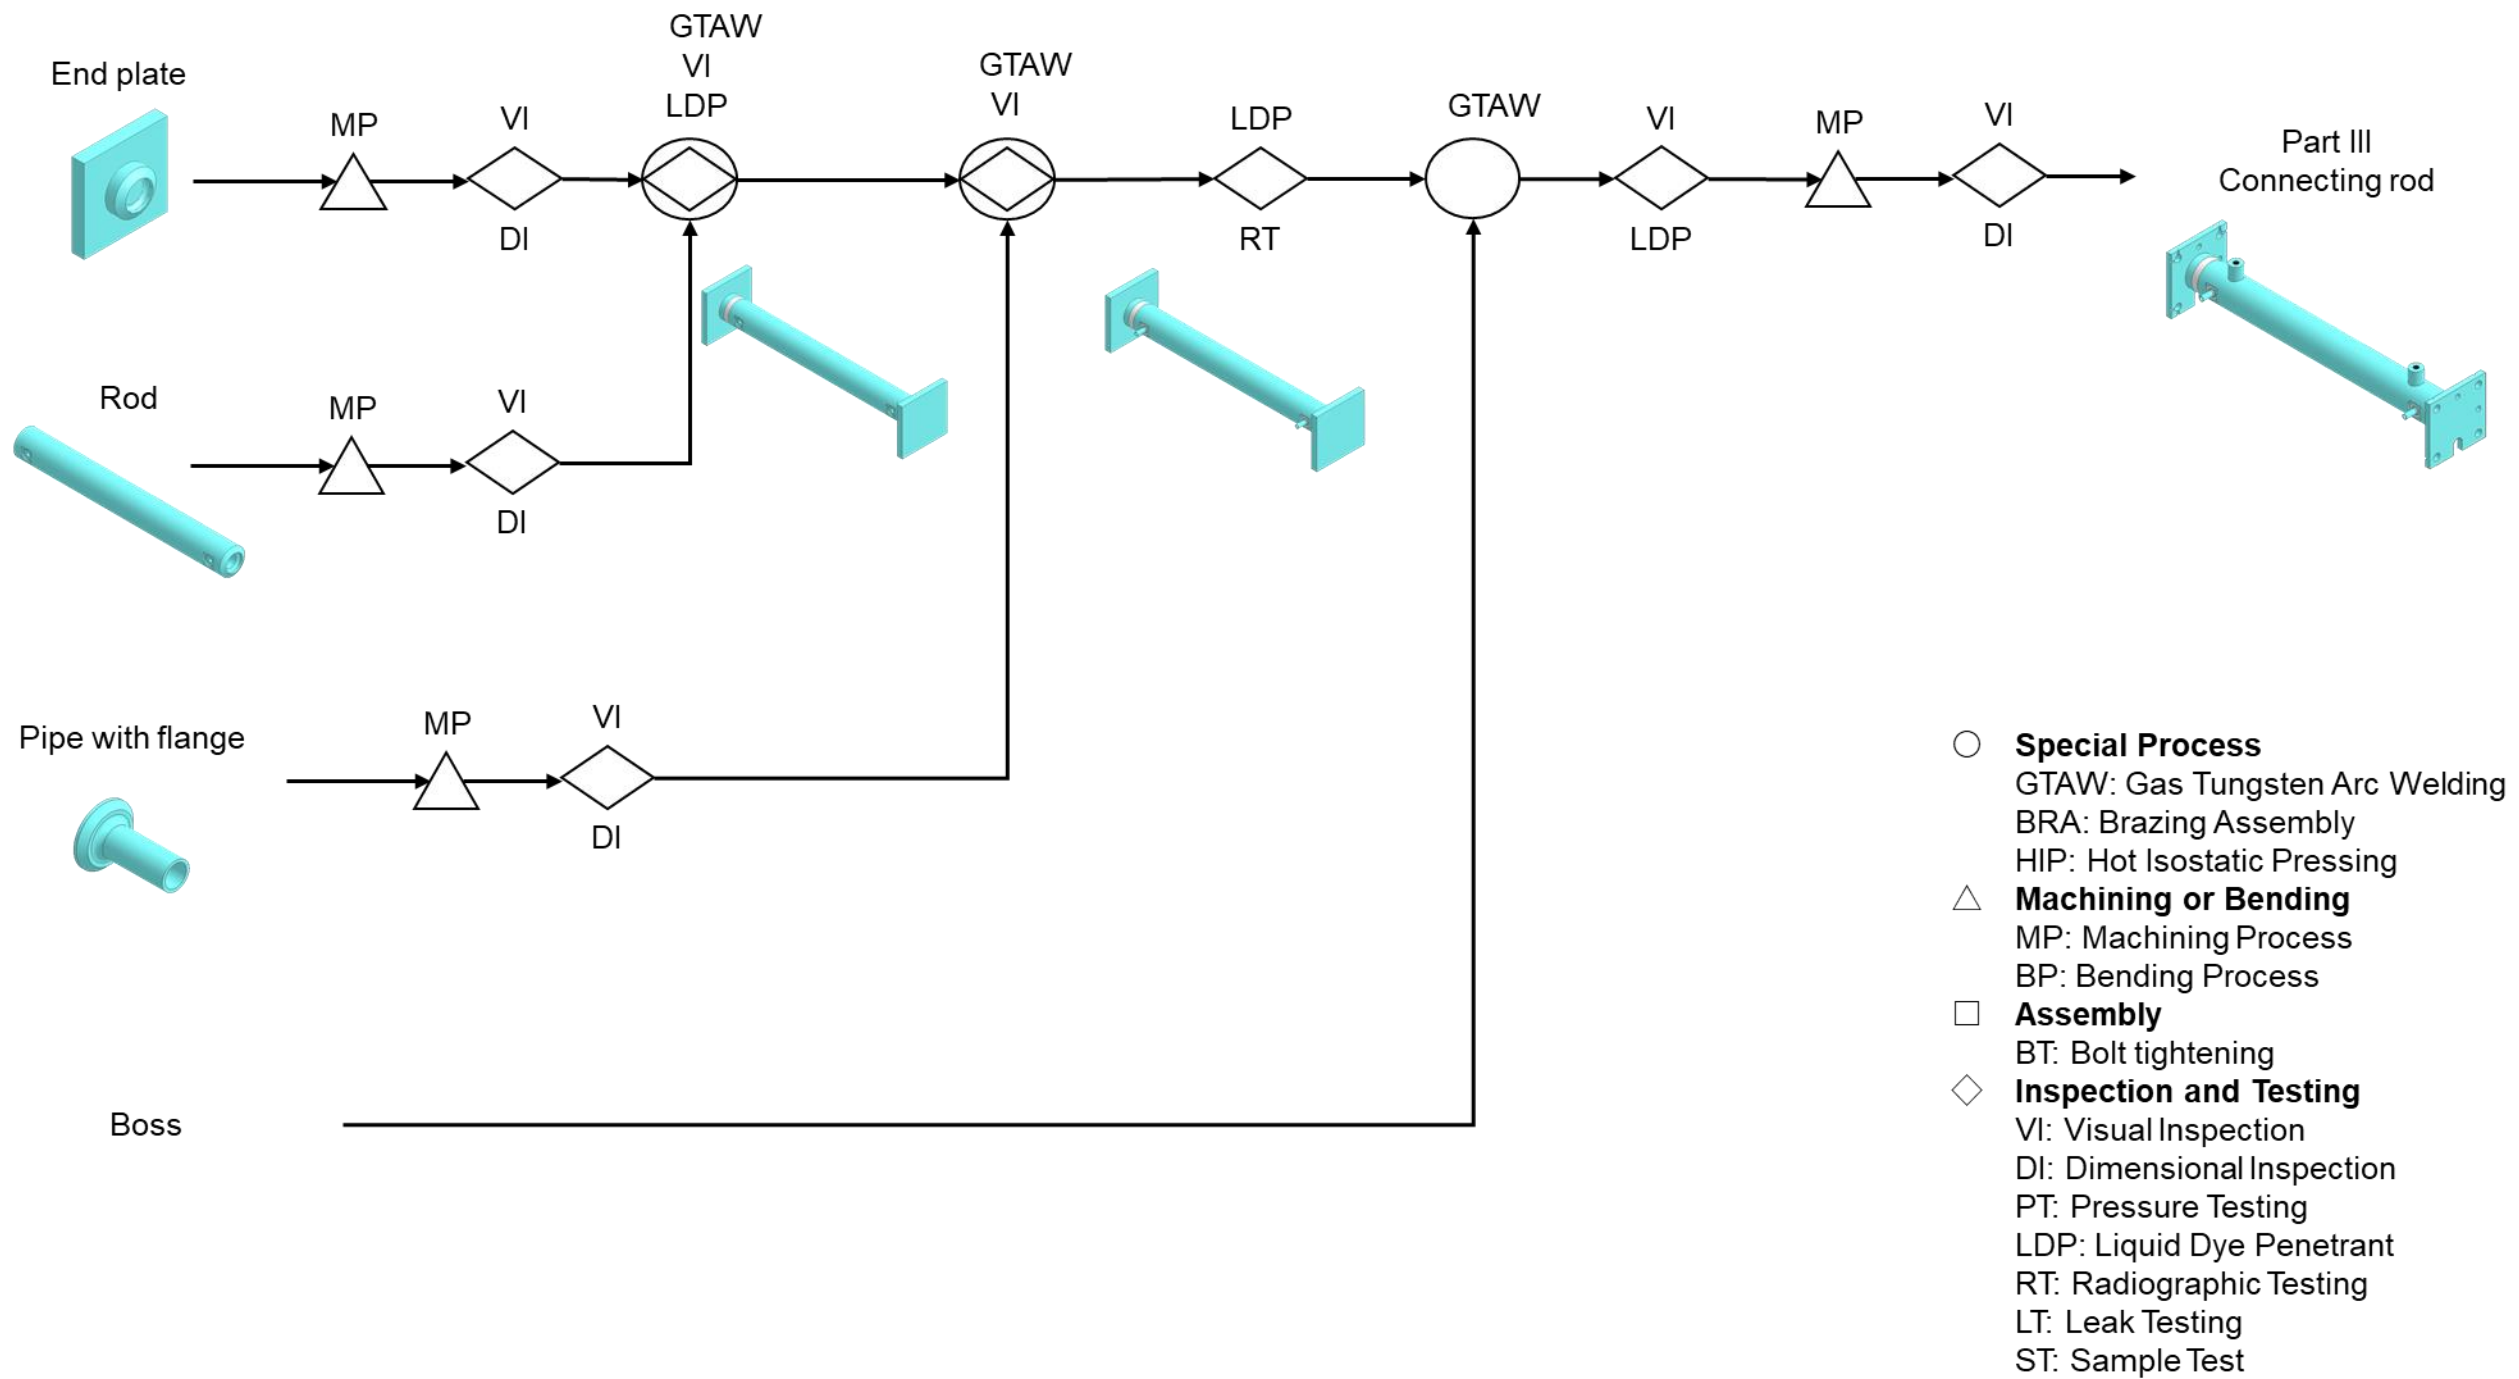 End plate
MP
VI
DI
GTAW
VI
LDP
GTAW
VI
LDP
RT
GTAW
VI
LDP
MP
VI
DI
Part III
Connecting rod
Rod
MP
VI
DI
Pipe with flange
MP
VI
DI
Boss
Special Process
GTAW: Gas Tungsten Arc Welding
BRA: Brazing Assembly
HIP: Hot Isostatic Pressing
Machining or Bending
MP: Machining Process
BP: Bending Process
Assembly
BT: Bolt tightening
Inspection and Testing
VI: Visual Inspection
DI: Dimensional Inspection
PT: Pressure Testing
LDP: Liquid Dye Penetrant
RT: Radiographic Testing
LT: Leak Testing
ST: Sample Test